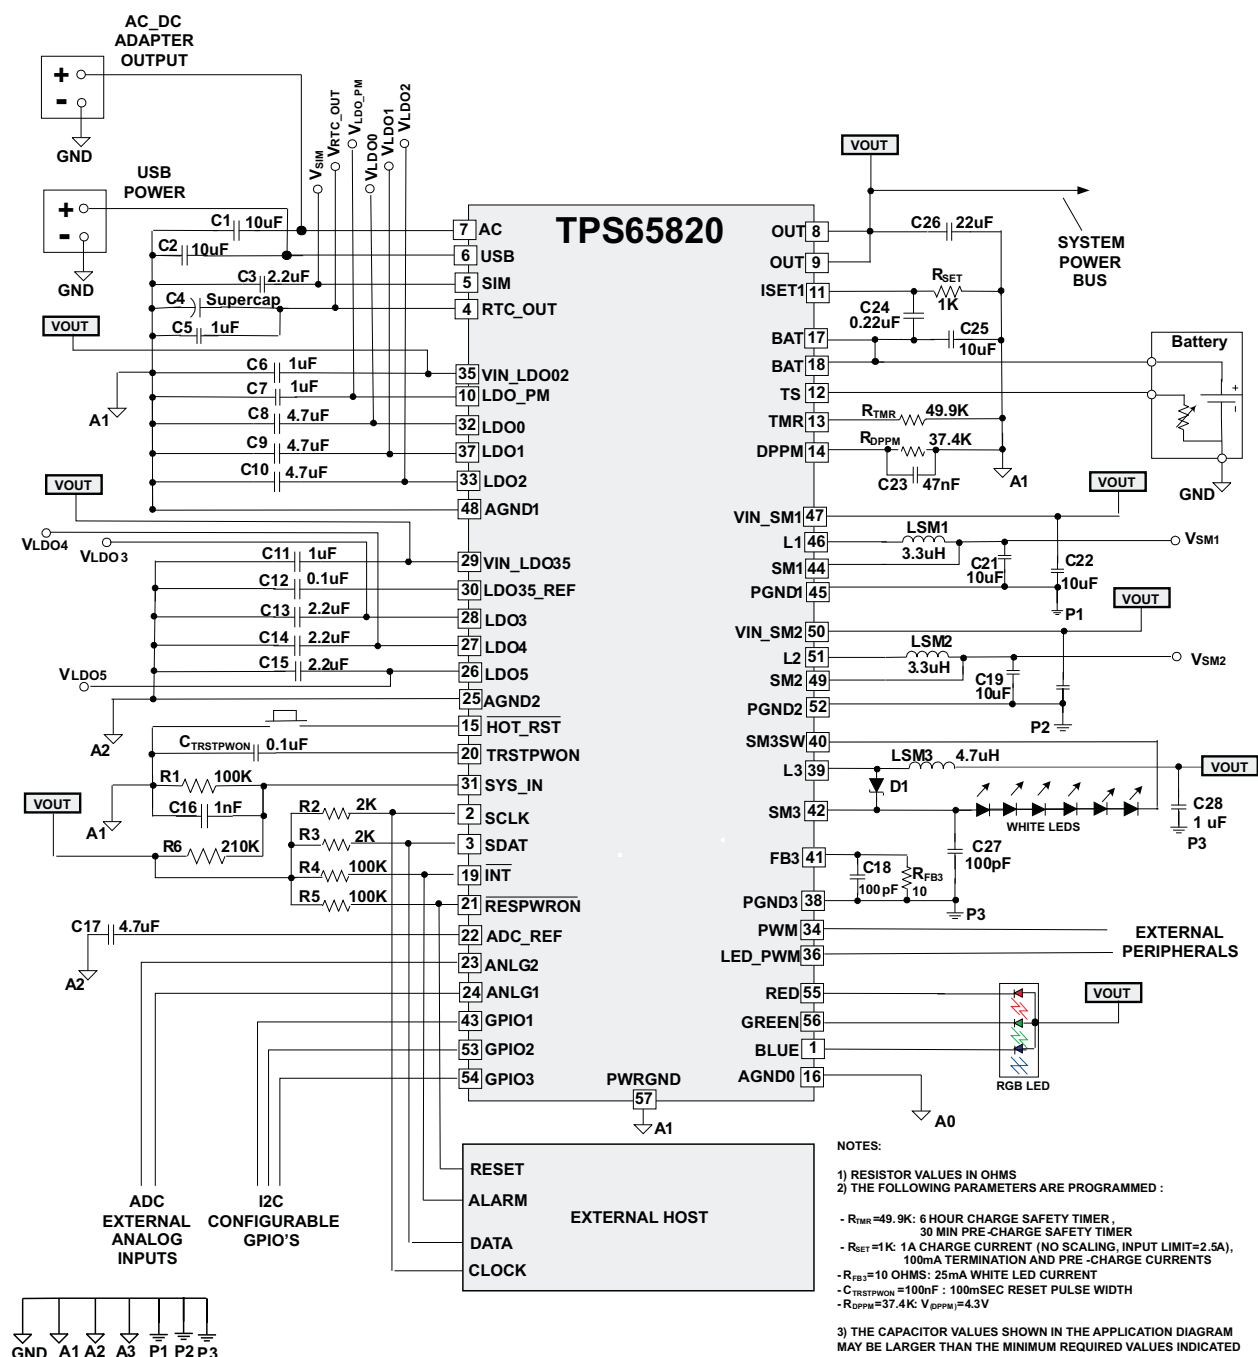 AC_DC
ADAPTER
OUTPUT
+
-
GND
USB
POWER
+
-
GND
VSIM
VRTC_OUT
VLDO_PM
VLDO0
VLDO1
VLDO2
TPS65820
C1 10uF
7 AC
C2 10uF
6 USB
C3 2.2uF
5 SIM
C4 Supercap
4 RTC_OUT
VOUT
C5 1uF
C6 1uF
35 VIN_LDO02
C7 1uF
10 LDO_PM
A1
C8 4.7uF
32 LDO0
C9 4.7uF
37 LDO1
C10 4.7uF
33 LDO2
VOUT
48 AGND1
VLDO4
VLDO3
C11 1uF
29 VIN_LDO35
C12 0.1uF
30 LDO35_REF
C13 2.2uF
28 LDO3
C14 2.2uF
27 LDO4
C15 2.2uF
26 LDO5
VLDO5
25 AGND2
A2
15 HOT_RST
CTRSTPWON 0.1uF
20 TRSTPWON
R1 100K
31 SYS_IN
VOUT
C16 1nF
A1
R2 2K
2 SCLK
R6 210K
R3 2K
3 SDAT
R4 100K
19 INT
R5 100K
21 RESPWRON
C17 4.7uF
22 ADC_REF
A2
23 ANLG2
24 ANLG1
43 GPIO1
53 GPIO2
54 GPIO3
PWRGND
57
A1
VOUT
OUT 8
C26 22uF
SYSTEM
POWER
BUS
OUT 9
ISET1 11
RSET
1K
C24
0.22uF
BAT 17
C25
10uF
BAT 18
Battery
+
-
TS 12
TMR 13
RTMR 49.9K
DPPM 14
RDPPM 37.4K
C23 47nF
A1
GND
VOUT
VIN_SM1 47
L1 46
LSM1
3.3uH
VSM1
SM1 44
C21
10uF
C22
10uF
PGND1 45
P1
VOUT
VIN_SM2 50
L2 51
LSM2
3.3uH
VSM2
SM2 49
C19
10uF
PGND2 52
P2
SM3SW 40
L3 39
LSM3 4.7uH
VOUT
D1
SM3 42
WHITE LEDS
C28
1 uF
P3
C27
100pF
FB3 41
C18
100pF
RFB3
10
PGND3 38
P3
PWM 34
LED_PWM 36
EXTERNAL
PERIPHERALS
RED 55
VOUT
GREEN 56
BLUE 1
RGB LED
AGND0 16
A0
ADC
EXTERNAL
ANALOG
INPUTS
I2C
CONFIGURABLE
GPIO'S
RESET
ALARM
EXTERNAL HOST
DATA
CLOCK
GND A1 A2 A3 P1 P2 P3
NOTES:
1) RESISTOR VALUES IN OHMS
2) THE FOLLOWING PARAMETERS ARE PROGRAMMED :
- RTMR=49.9K: 6 HOUR CHARGE SAFETY TIMER ,
30 MIN PRE-CHARGE SAFETY TIMER
- RSET=1K: 1A CHARGE CURRENT (NO SCALING, INPUT LIMIT=2.5A),
100mA TERMINATION AND PRE -CHARGE CURRENTS
-RFB3=10 OHMS: 25mA WHITE LED CURRENT
-CTRSTPWON =100nF : 100mSEC RESET PULSE WIDTH
-RDPPM=37.4K: V(DPPM)=4.3V
3) THE CAPACITOR VALUES SHOWN IN THE APPLICATION DIAGRAM
MAY BE LARGER THAN THE MINIMUM REQUIRED VALUES INDICATED